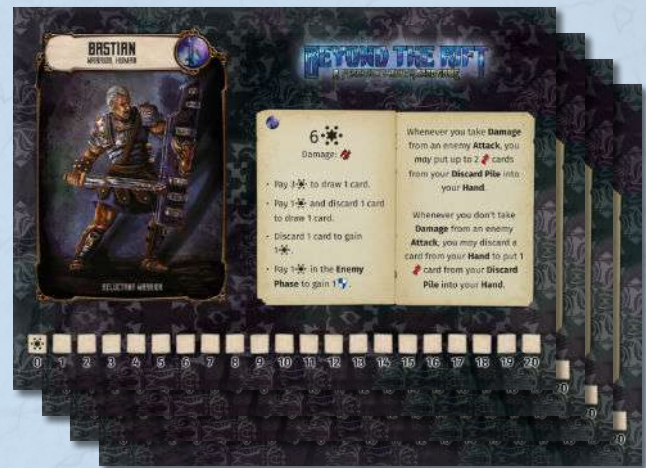 BASTIAN
WARRIOR, HUMAN
RELUCTANT WARRIOR
BEYOND THE RIFT
6
Damage:
• Pay 3 to draw 1 card.
• Pay 1 and discard 1 card
to draw 1 card.
• Discard 1 card to gain
1.
• Pay 1 in the Enemy
Phase to gain 1.
Whenever you take Damage
from an enemy Attack, you
may put up to 2 cards
from your Discard Pile into
your Hand.
Whenever you don't take
Damage from an enemy
Attack, you may discard a
card from your Hand to put 1
card from your Discard
Pile into your Hand.
0 1 2 3 4 5 6 7 8 9 10 11 12 13 14 15 16 17 18 19 20